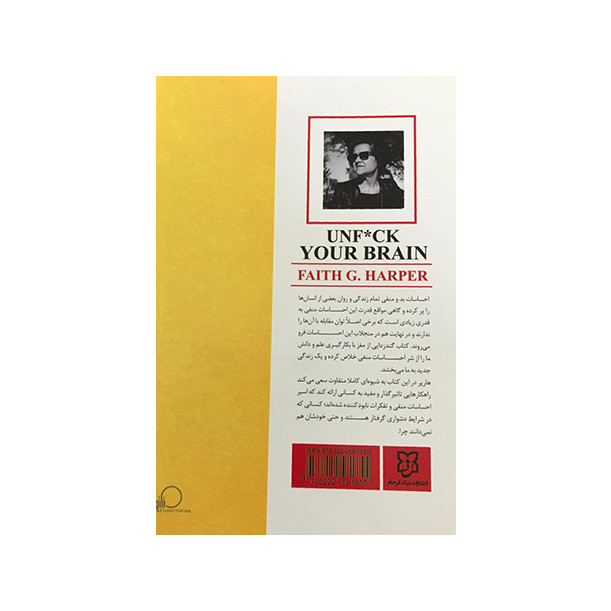 UNF*CK
YOUR BRAIN
FAITH G. HARPER
احساسات بد و منفی تمام زندگی و روان بعضی از انسان‌ها
را پر کرده و گاهی مواقع قدرت این احساسات منفی به
قدری زیادی است که برخی اصلاً توان مقابله با آن‌ها را
ندارند و در نهایت هم در منجلاب این احساسات فرو
می‌روند. کتاب گندزدایی از مغز با بکارگیری علم و دانش
ما را از شر احساسات منفی خلاص کرده و یک زندگی
جدید به ما می‌بخشد.
هارپر در این کتاب به شیوه‌ای کاملا متفاوت سعی می‌کند
راهکارهایی تاثیرگذار و مفید به کسانی ارائه کند که اسیر
احساسات منفی و تفکرات نابودکننده شده‌اند؛ کسانی که
در شرایط دشواری گرفتار هستند و حتی خودشان هم
نمی‌دانند چرا.
انتشارات نیک فرجام